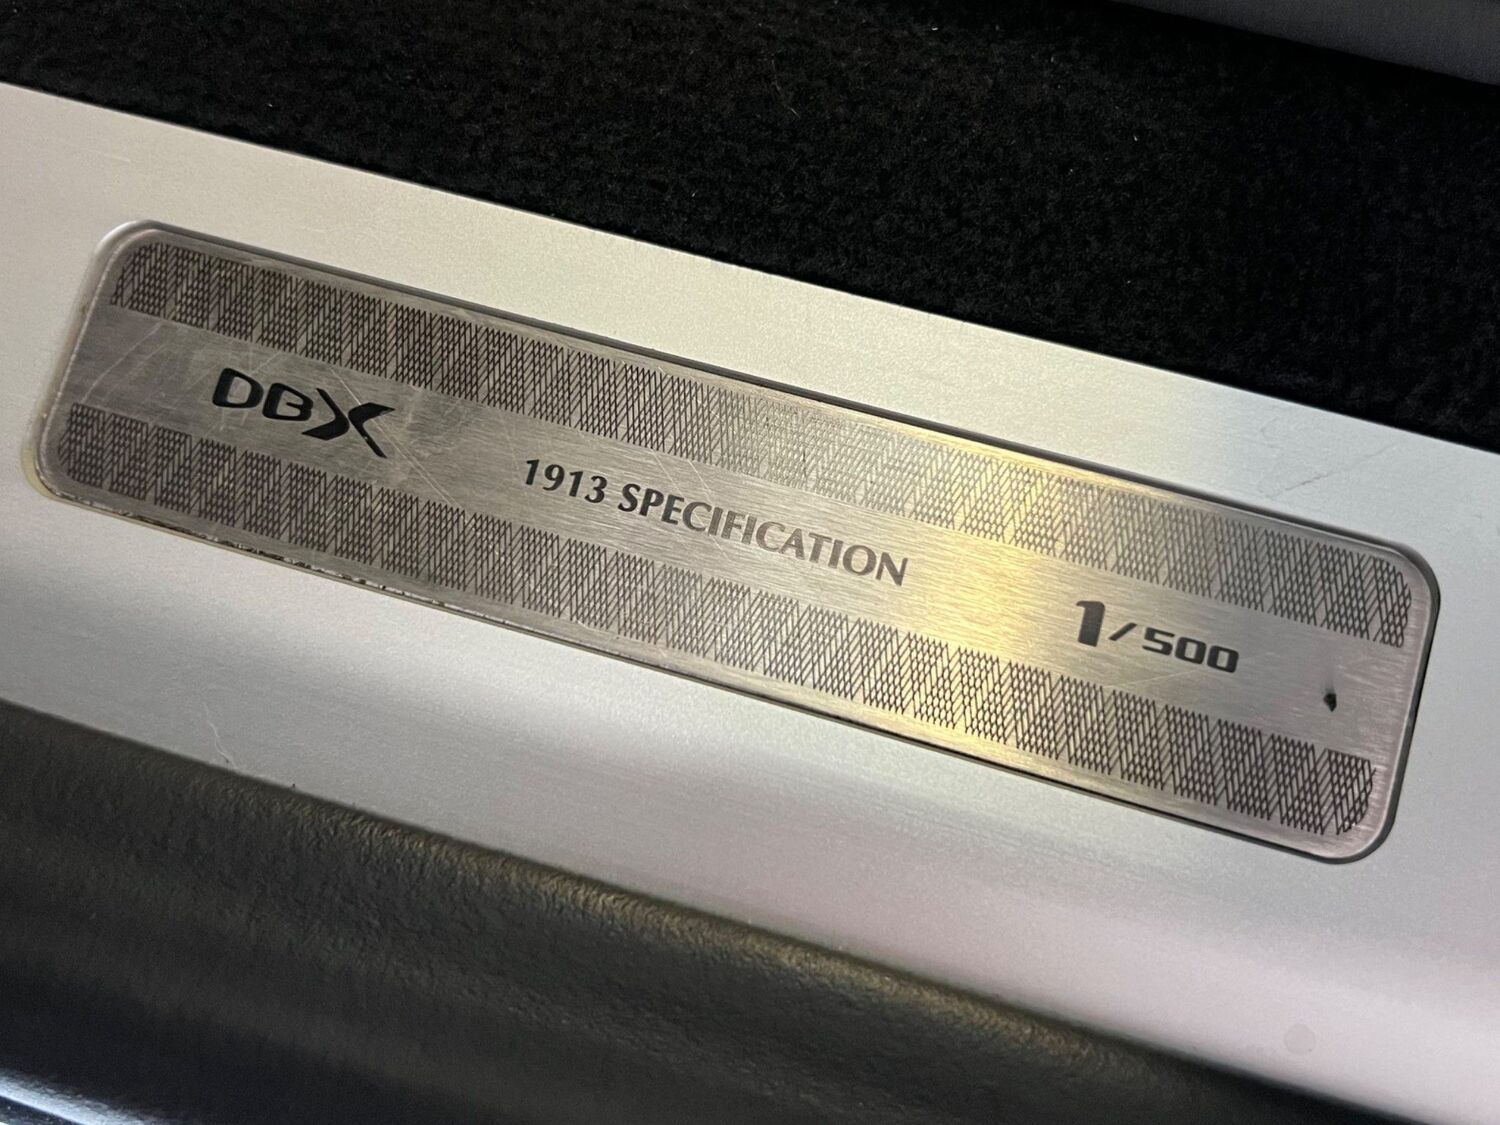 DBX 1913 SPECIFICATION 1/500